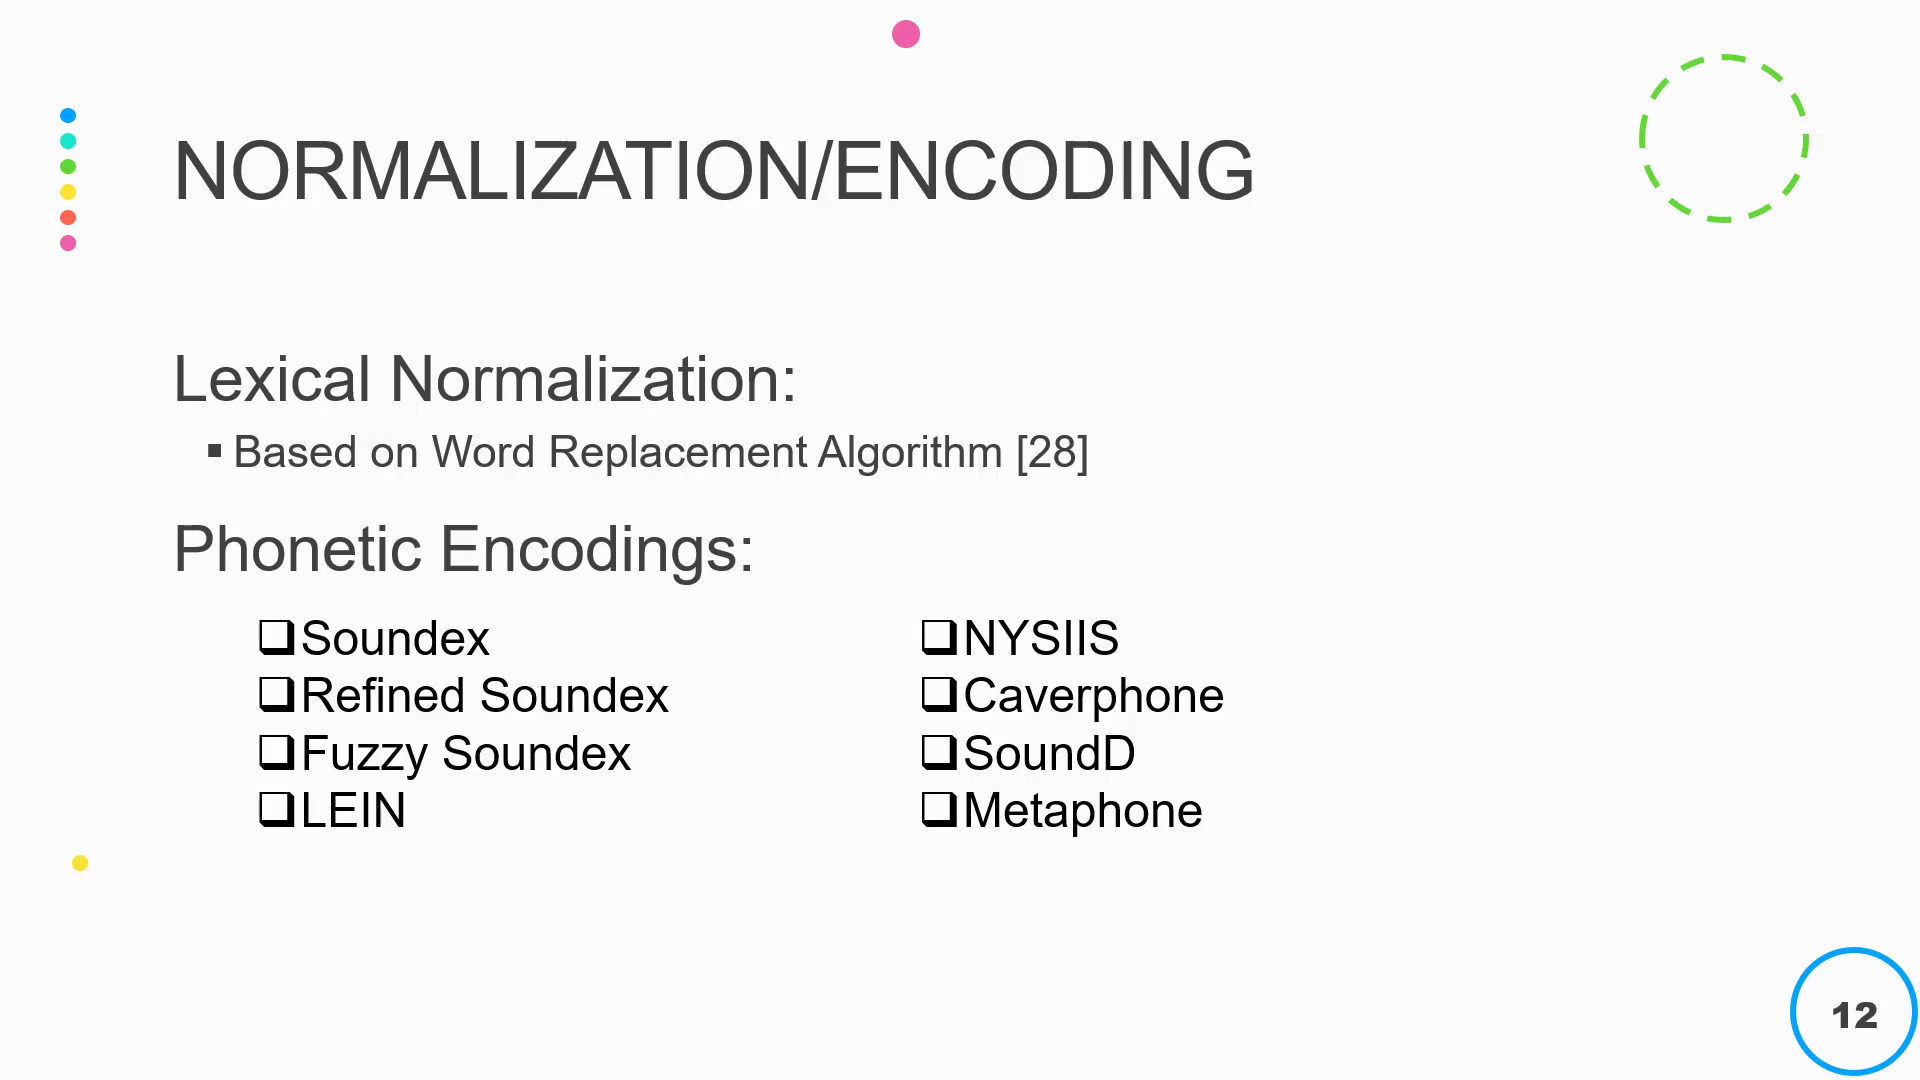 NORMALIZATION/ENCODING
Lexical Normalization:
▪ Based on Word Replacement Algorithm [28]
Phonetic Encodings:
❑Soundex
❑Refined Soundex
❑Fuzzy Soundex
❑LEIN
❑NYSIIS
❑Caverphone
❑SoundD
❑Metaphone
12